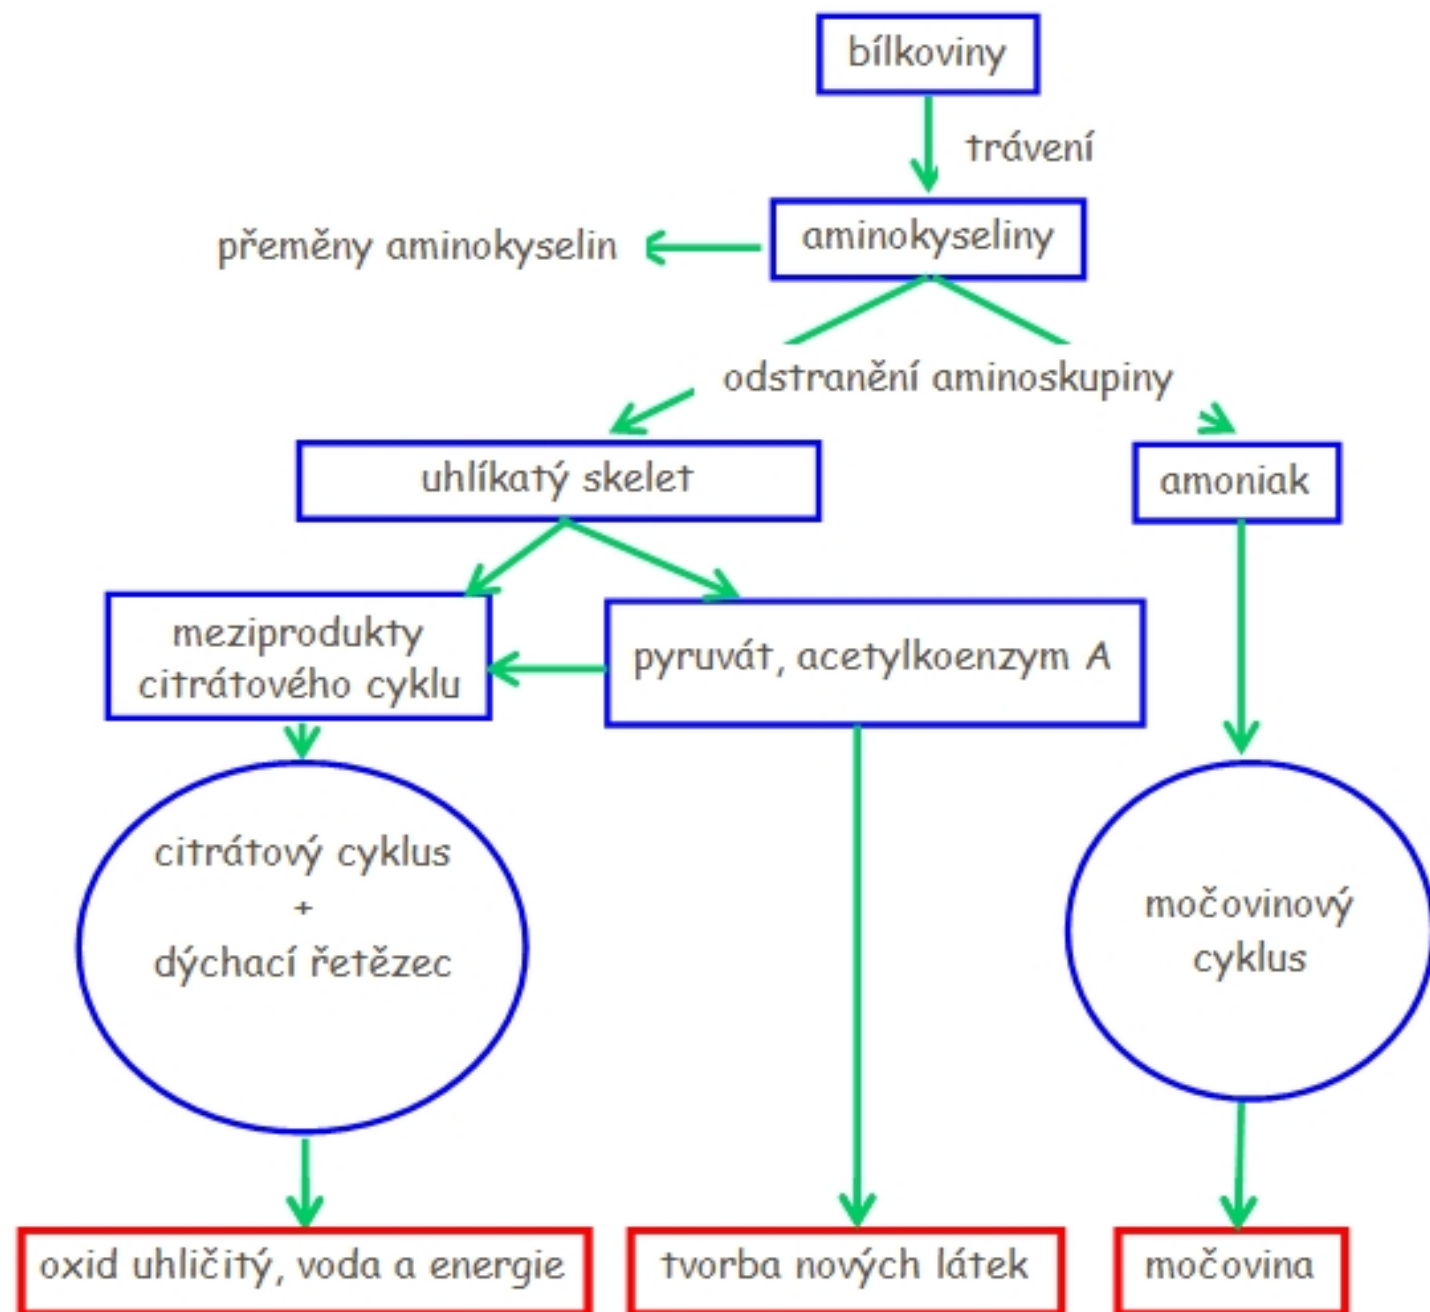 bílkoviny
trávení
přeměny aminokyselin
aminokyseliny
odstranění aminoskupiny
uhlíkatý skelet
amoniak
meziprodukty
citrátového cyklu
pyruvát, acetylkoenzym A
citrátový cyklus
+
dýchací řetězec
močovinový
cyklus
oxid uhličitý, voda a energie
tvorba nových látek
močovina